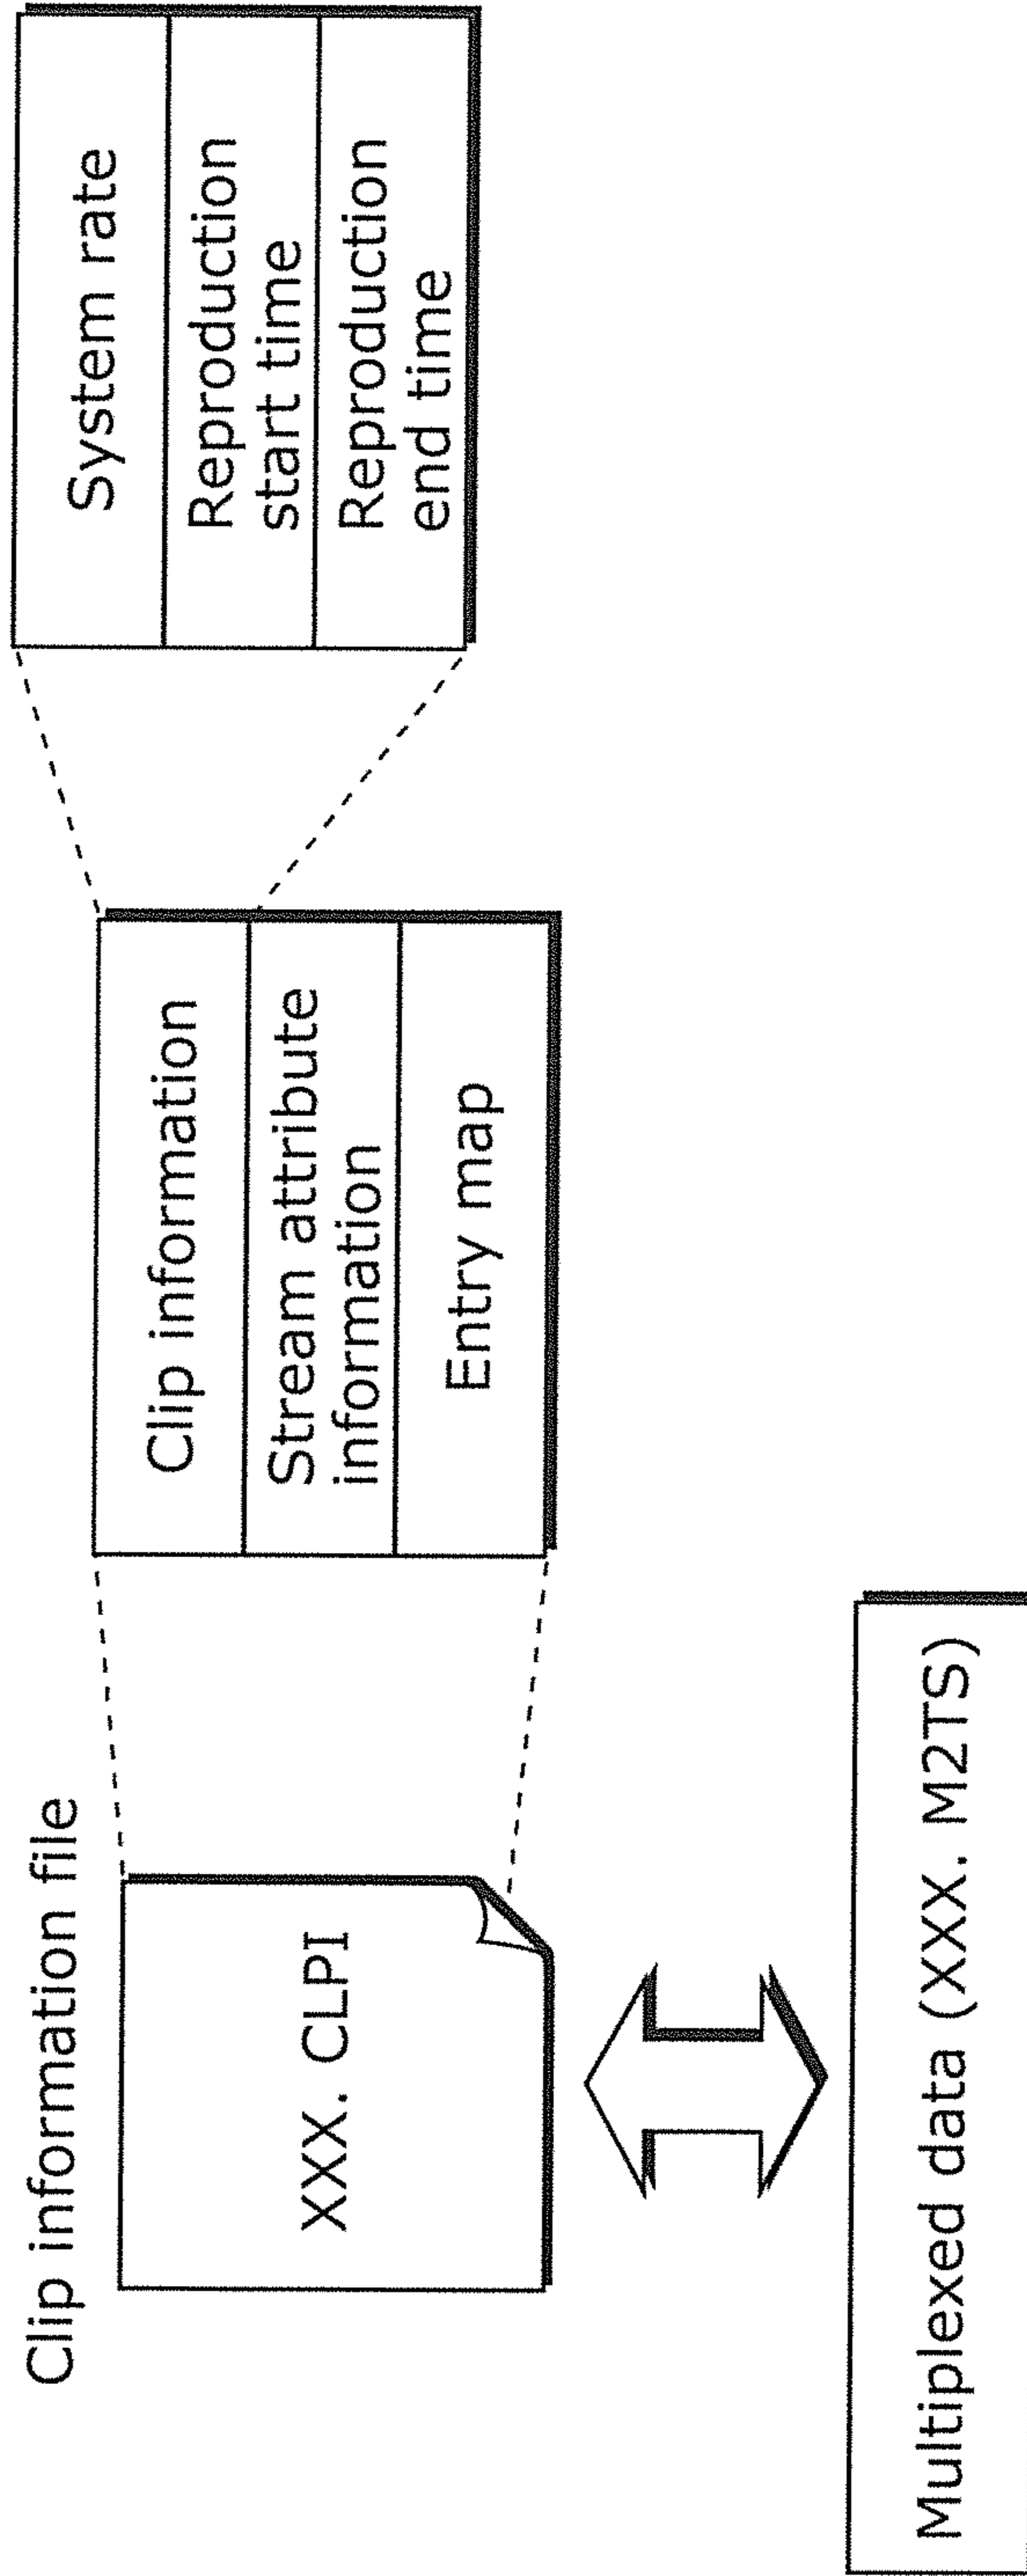 Clip information file
XXX. CLPI
Clip information
Stream attribute
information
Entry map
System rate
Reproduction
start time
Reproduction
end time
Multiplexed data (XXX. M2TS)